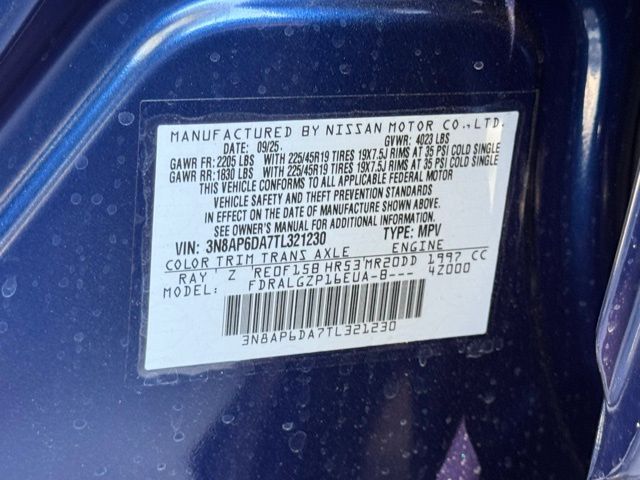 MANUFACTURED BY NISSAN MOTOR CO., LTD.
DATE: 09/25. GVWR: 4023 LBS
GAWR FR: 2205 LBS WITH 225/45R19 TIRES 19X7.5J RIMS AT 35 PSI COLD SINGLE
GAWR RR: 1830 LBS WITH 225/45R19 TIRES 19X7.5J RIMS AT 35 PSI COLD SINGLE
THIS VEHICLE CONFORMS TO ALL APPLICABLE FEDERAL MOTOR
VEHICLE SAFETY AND THEFT PREVENTION STANDARDS
IN EFFECT ON THE DATE OF MANUFACTURE SHOWN ABOVE.
SEE OWNER'S MANUAL FOR ADDITIONAL INFORMATION.
VIN: 3N8AP6DA7TL321230 TYPE: MPV
COLOR TRIM TRANS AXLE ENGINE
RAY ' Z ' RE0F15B HR53 MR20DD 1997 CC
MODEL: FDRALGZP16EUA-B--- 4Z000
3N8AP6DA7TL321230